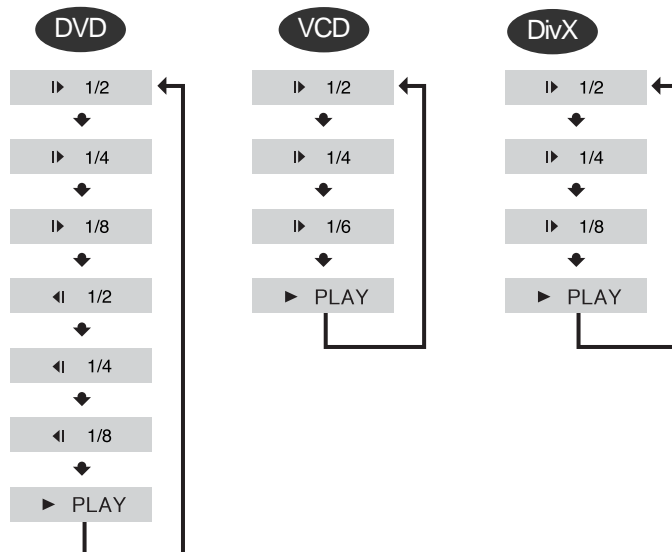 DVD
I▶ 1/2
I▶ 1/4
I▶ 1/8
◀I 1/2
◀I 1/4
◀I 1/8
► PLAY
VCD
I▶ 1/2
I▶ 1/4
I▶ 1/6
► PLAY
DivX
I▶ 1/2
I▶ 1/4
I▶ 1/8
► PLAY